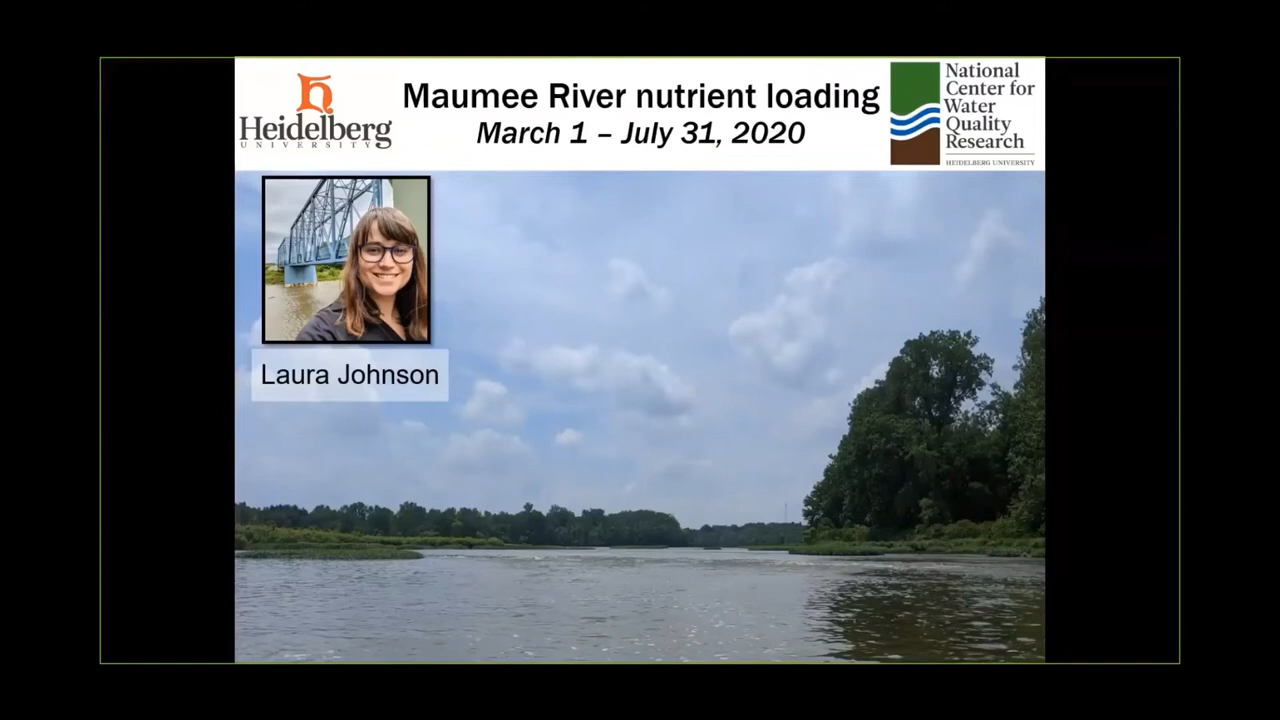 Heidelberg
UNIVERSITY
Maumee River nutrient loading
March 1 – July 31, 2020
National
Center for
Water
Quality
Research
HEIDELBERG UNIVERSITY
Laura Johnson